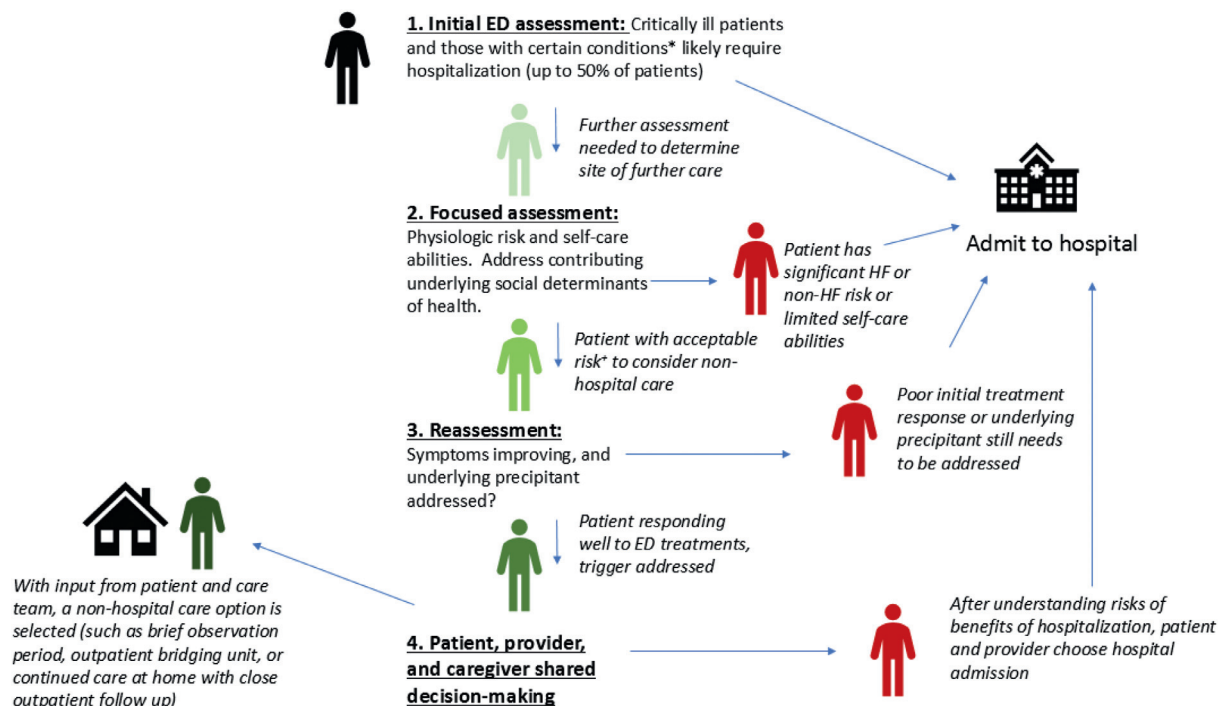 1. Initial ED assessment: Critically ill patients
and those with certain conditions* likely require
hospitalization (up to 50% of patients)
Further assessment
needed to determine
site of further care
2. Focused assessment:
Physiologic risk and self-care
abilities. Address contributing
underlying social determinants
of health.
Patient has
significant HF or
non-HF risk or
limited self-care
abilities
Admit to hospital
Patient with acceptable
risk⁺ to consider non-
hospital care
3. Reassessment:
Symptoms improving, and
underlying precipitant
addressed?
Poor initial treatment
response or underlying
precipitant still needs
to be addressed
Patient responding
well to ED treatments,
trigger addressed
4. Patient, provider,
and caregiver shared
decision-making
After understanding risks of
benefits of hospitalization, patient
and provider choose hospital
admission
With input from patient and care
team, a non-hospital care option is
selected (such as brief observation
period, outpatient bridging unit, or
continued care at home with close
outpatient follow up)